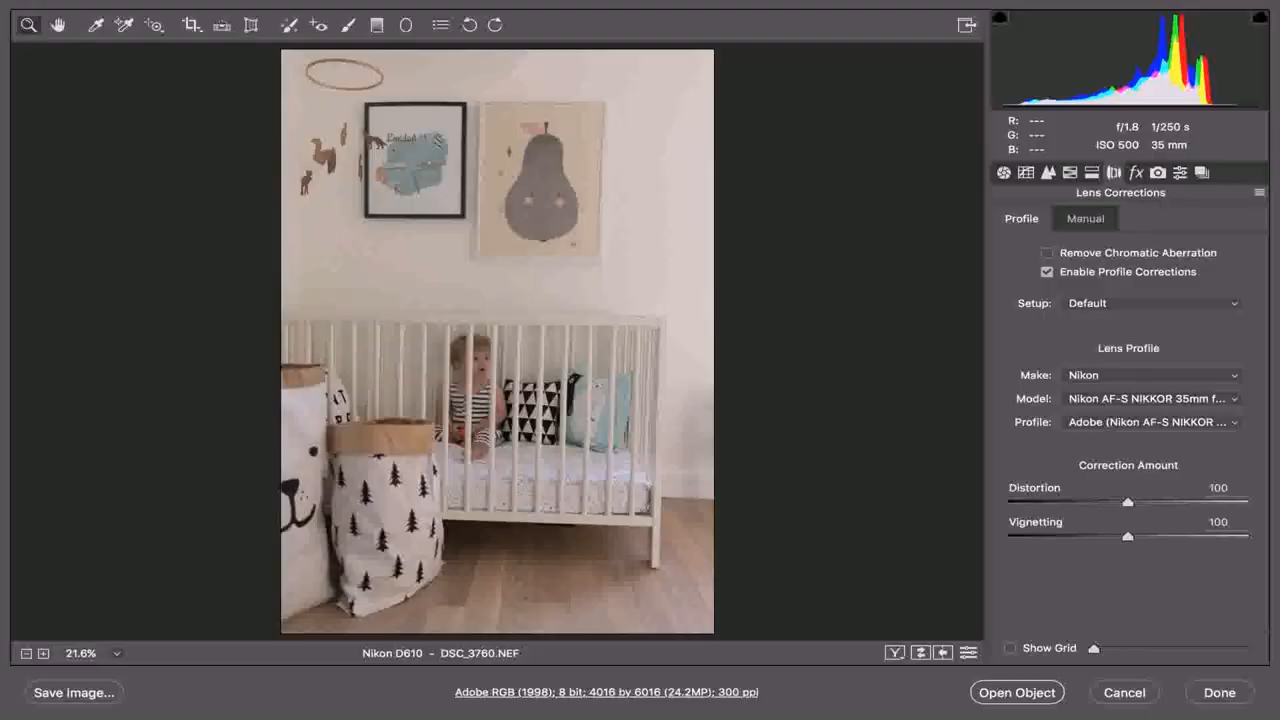 R: ---
G: ---
B: ---
f/1.8 1/250 s
ISO 500 35 mm
fx
Lens Corrections
Profile Manual
Remove Chromatic Aberration
Enable Profile Corrections
Setup: Default
Lens Profile
Make: Nikon
Model: Nikon AF-S NIKKOR 35mm f...
Profile: Adobe (Nikon AF-S NIKKOR ...
Correction Amount
Distortion 100
Vignetting 100
Show Grid
21.6% Nikon D610 - DSC_3760.NEF Y
Save Image... Adobe RGB (1998); 8 bit; 4016 by 6016 (24.2MP); 300 ppi Open Object Cancel Done